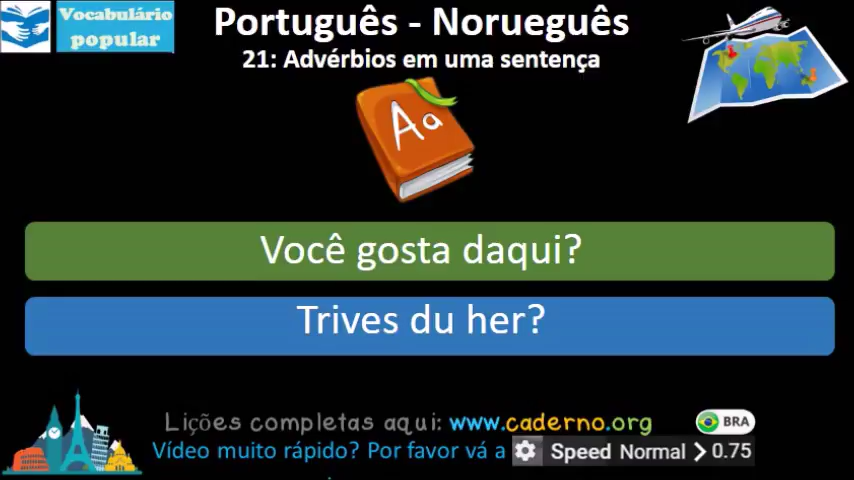 Vocabulário
popular
Português - Norueguês
21: Advérbios em uma sentença
Aa
Você gosta daqui?
Trives du her?
Lições completas aqui: www.caderno.org
BRA
Vídeo muito rápido? Por favor vá a Speed Normal > 0.75